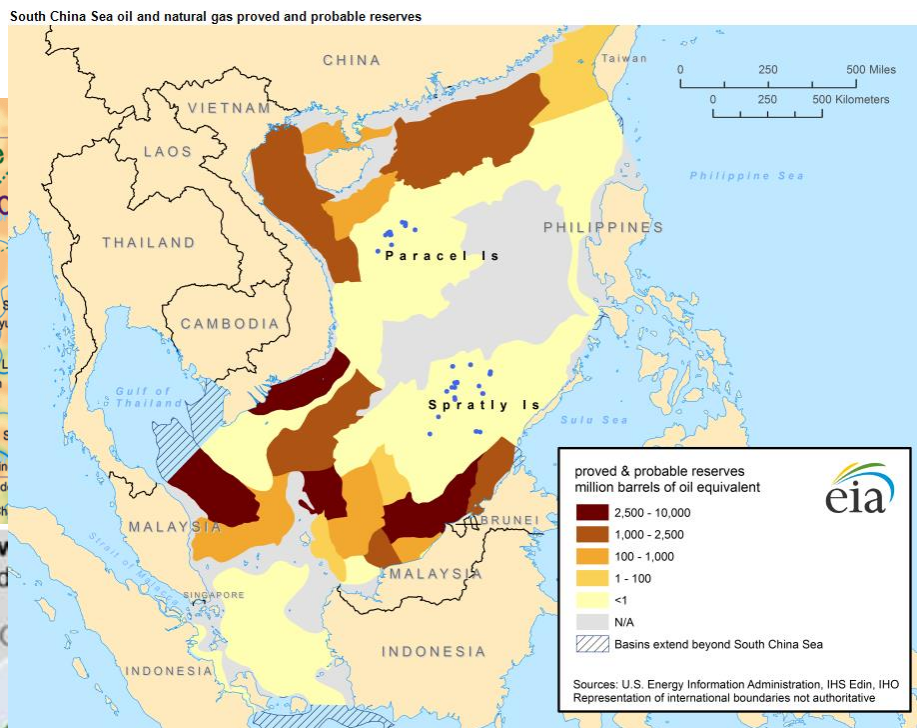 South China Sea oil and natural gas proved and probable reserves
CHINA
Taiwan
0 250 500 Miles
0 250 500 Kilometers
VIETNAM
LAOS
Philippine Sea
THAILAND
PHILIPPINES
Paracel Is
CAMBODIA
Gulf of
Thailand
Spratly Is
Sulu Sea
proved & probable reserves
million barrels of oil equivalent
eia
2,500 - 10,000
1,000 - 2,500
100 - 1,000
1 - 100
<1
N/A
Basins extend beyond South China Sea
Sources: U.S. Energy Information Administration, IHS Edin, IHO
Representation of international boundaries not authoritative
MALAYSIA
BRUNEI
Strait of Malacca
MALAYSIA
SINGAPORE
INDONESIA
INDONESIA